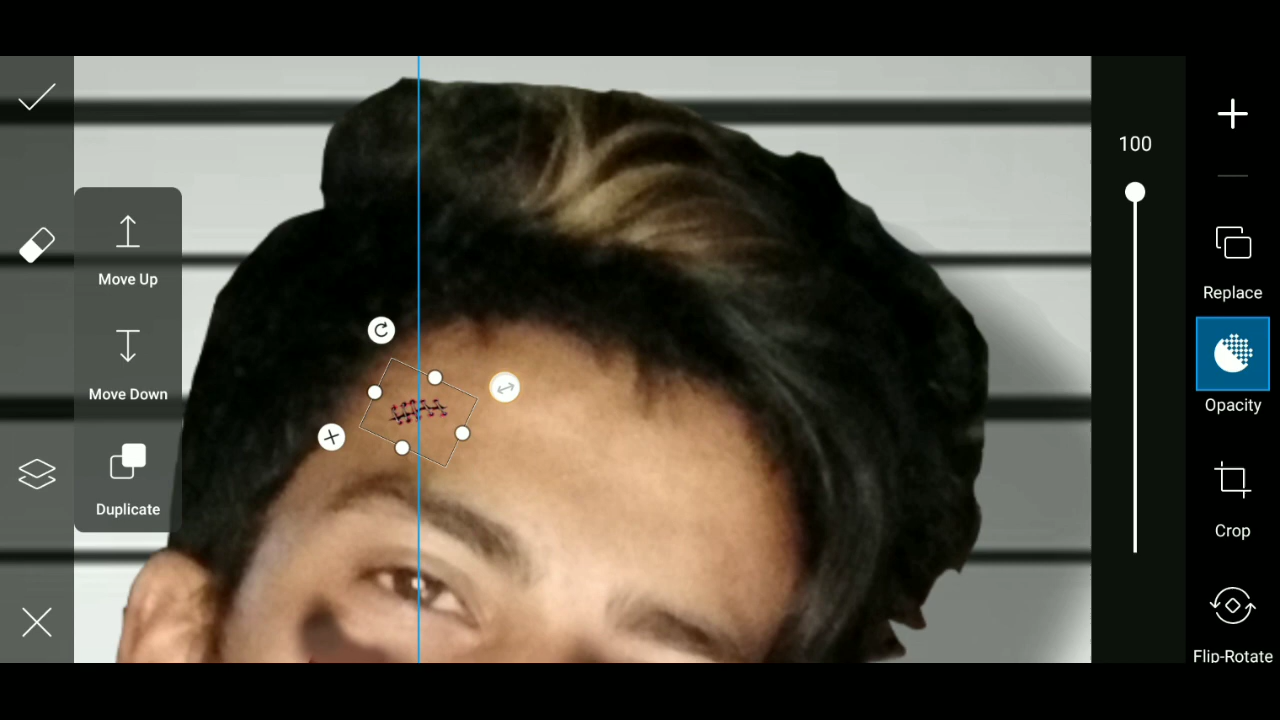 100
Move Up
Replace
Move Down
Opacity
Duplicate
Crop
Flip-Rotate